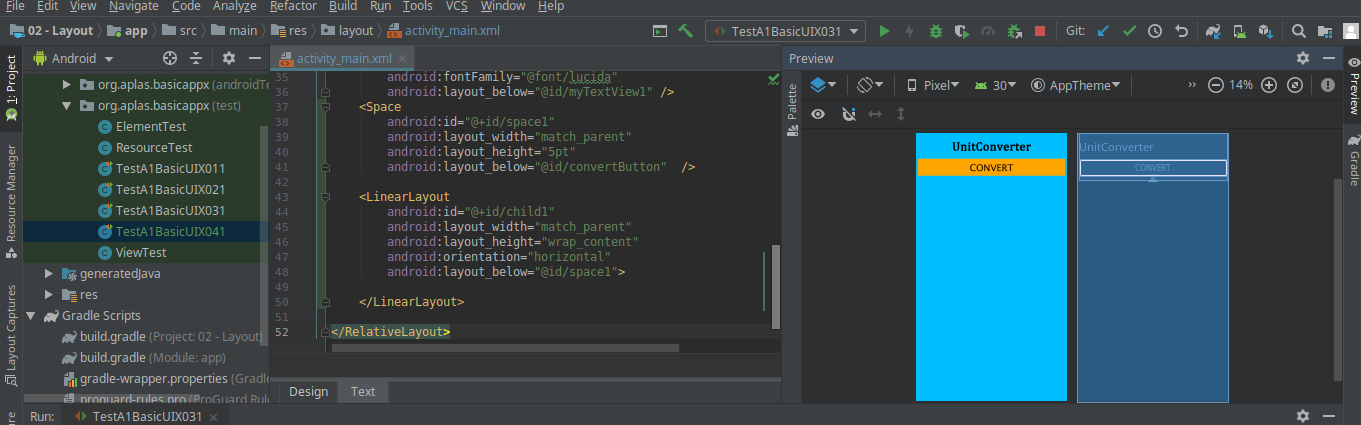 File Edit View Navigate Code Analyze Refactor Build Run Tools VCS Window Help
02 - Layout app src main res layout activity_main.xml TestA1BasicUIX031 Git:
Android activity_main.xml Preview
1: Project
Resource Manager
Layout Captures
org.aplas.basicappx (androidTe
org.aplas.basicappx (test)
ElementTest
ResourceTest
TestA1BasicUIX011
TestA1BasicUIX021
TestA1BasicUIX031
TestA1BasicUIX041
ViewTest
generatedJava
res
Gradle Scripts
build.gradle (Project: 02 - Layout)
build.gradle (Module: app)
gradle-wrapper.properties (Gradl
proguard-rules.pro (ProGuard Rule
35 android:fontFamily="@font/lucida"
36 android:layout_below="@id/myTextView1" />
37 <Space
38 android:id="@+id/space1"
39 android:layout_width="match_parent"
40 android:layout_height="5pt"
41 android:layout_below="@id/convertButton"  />
42
43 <LinearLayout
44 android:id="@+id/child1"
45 android:layout_width="match_parent"
46 android:layout_height="wrap_content"
47 android:orientation="horizontal"
48 android:layout_below="@id/space1">
49
50 </LinearLayout>
51
52 </RelativeLayout>
Design Text
Palette
Pixel 30 AppTheme » 14%
UnitConverter
CONVERT
UnitConverter
CONVERT
Preview
Gradle
Run: TestA1BasicUIX031